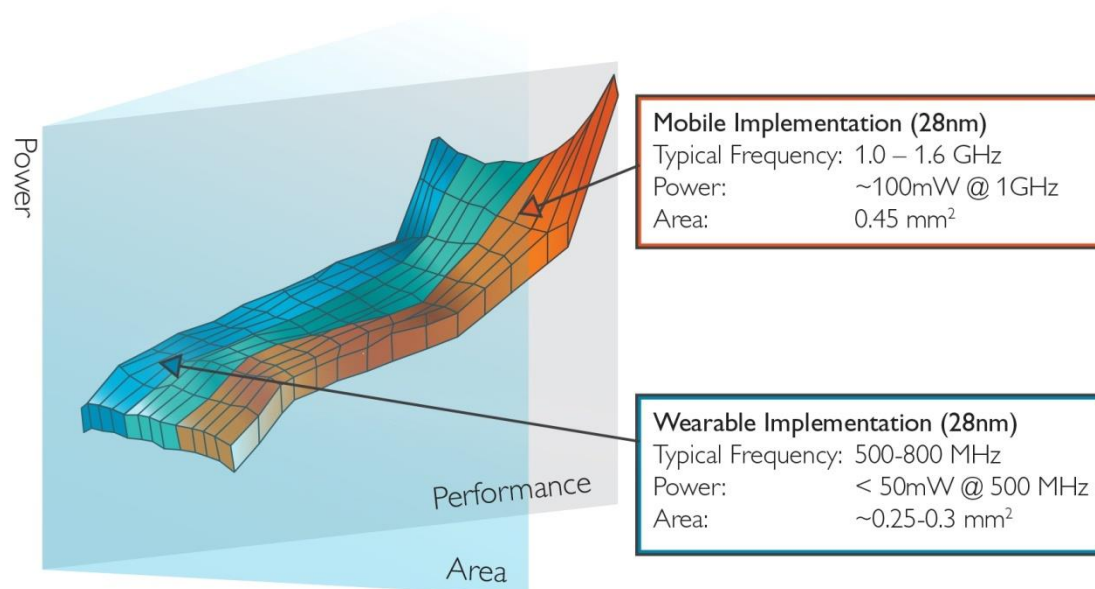 Power
Performance
Area
Mobile Implementation (28nm)
Typical Frequency: 1.0 – 1.6 GHz
Power: ~100mW @ 1GHz
Area: 0.45 mm²
Wearable Implementation (28nm)
Typical Frequency: 500-800 MHz
Power: < 50mW @ 500 MHz
Area: ~0.25-0.3 mm²